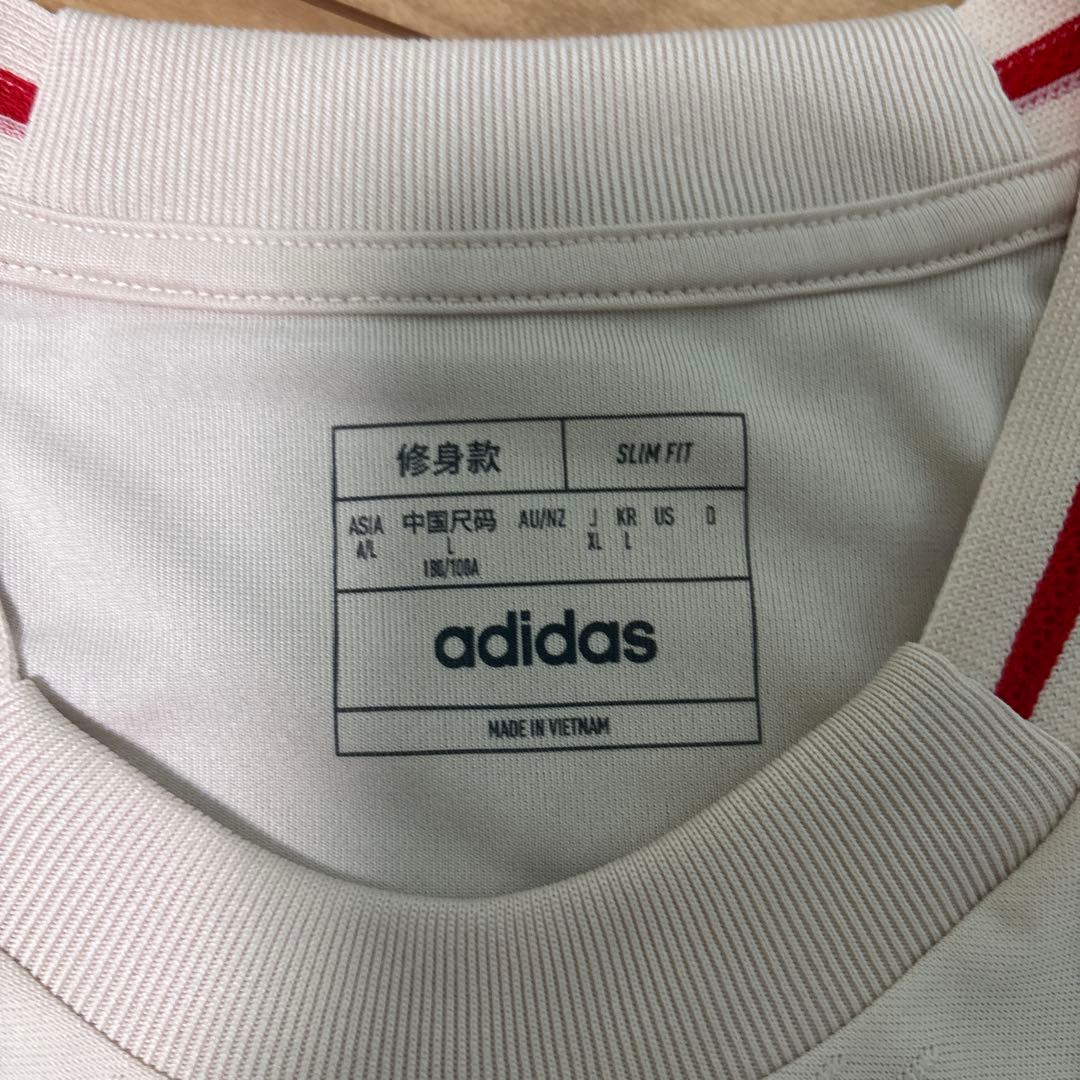 修身款 SLIM FIT
ASIA 中国尺码 AU/NZ J KR US D
A/L L XL L
180/108A
adidas
MADE IN VIETNAM